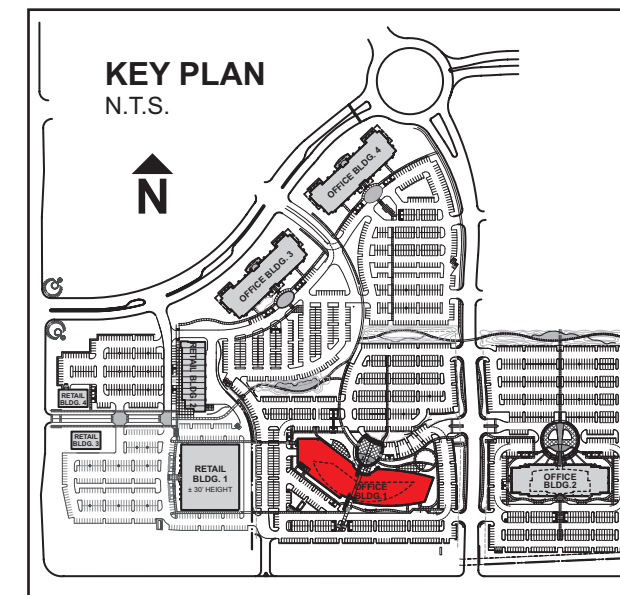 KEY PLAN
N.T.S.
N
OFFICE BLDG. 4
OFFICE BLDG. 3
RETAIL BLDG. 2
RETAIL
BLDG. 4
RETAIL
BLDG. 3
RETAIL
BLDG. 1
± 30' HEIGHT
OFFICE
BLDG.1
OFFICE
BLDG.2